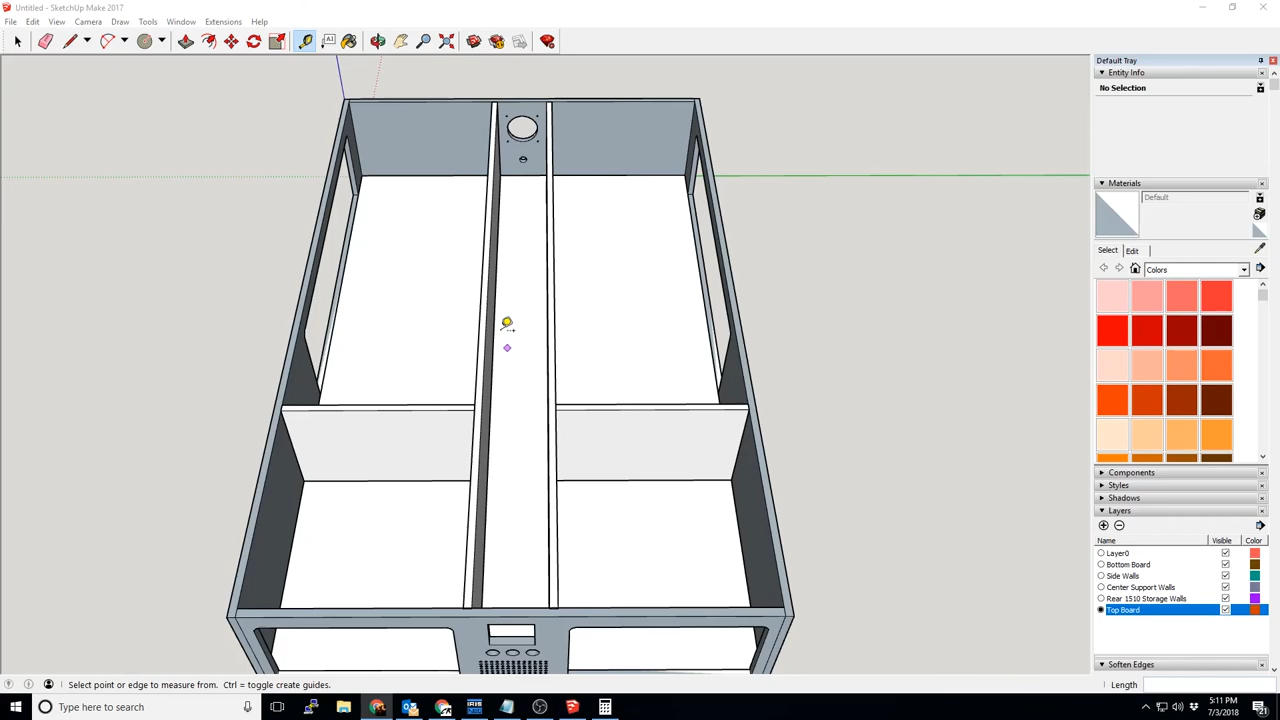 Untitled - SketchUp Make 2017
File Edit View Camera Draw Tools Window Extensions Help
Default Tray
Entity Info
No Selection
Materials
Default
Select Edit
Colors
Components
Styles
Shadows
Layers
Name Visible Color
Layer0
Bottom Board
Side Walls
Center Support Walls
Rear 1510 Storage Walls
Top Board
Soften Edges
Select point or edge to measure from. Ctrl = toggle create guides.
Length
Type here to search
5:11 PM
7/3/2018
21